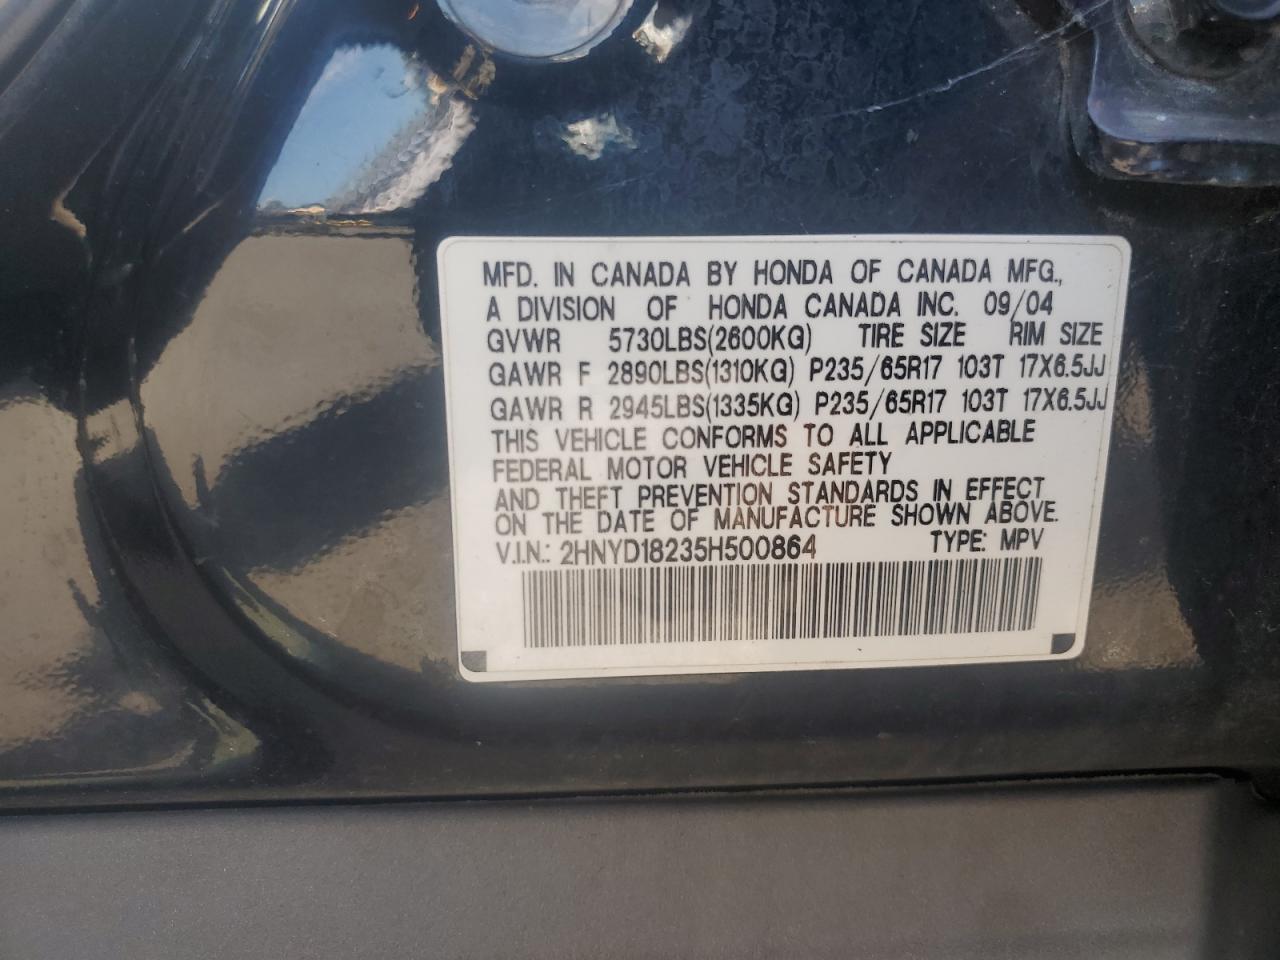 MFD. IN CANADA BY HONDA OF CANADA MFG.,
A DIVISION OF HONDA CANADA INC. 09/04
GVWR 5730LBS(2600KG) TIRE SIZE RIM SIZE
GAWR F 2890LBS(1310KG) P235/65R17 103T 17X6.5JJ
GAWR R 2945LBS(1335KG) P235/65R17 103T 17X6.5JJ
THIS VEHICLE CONFORMS TO ALL APPLICABLE
FEDERAL MOTOR VEHICLE SAFETY
AND THEFT PREVENTION STANDARDS IN EFFECT
ON THE DATE OF MANUFACTURE SHOWN ABOVE.
V.I.N.: 2HNYD18235H500864 TYPE: MPV